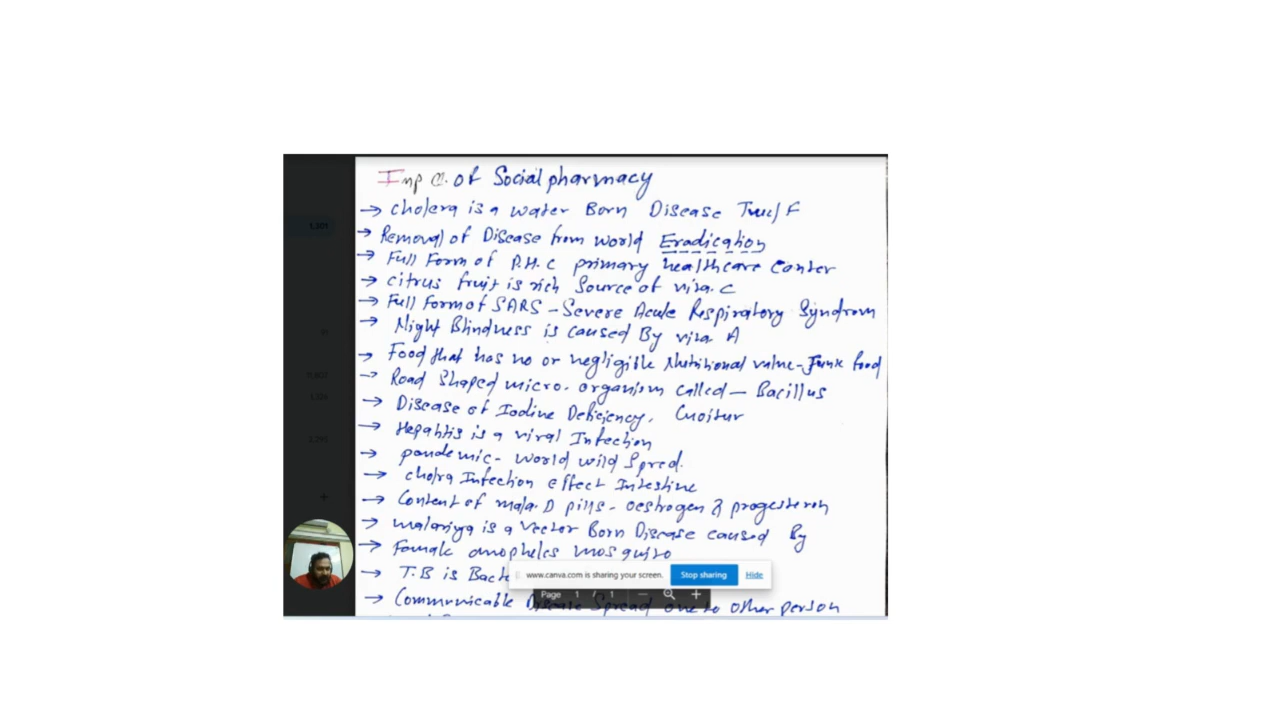 Imp Q. of Social pharmacy
→ cholera is a water Born Disease True/F
→ Removal of Disease from world Eradication
→ Full Form of P.H.C primary healthcare Center
→ citrus fruit is rich Source of vita. C
→ Full Form of SARS - Severe Acute Respiratory Syndrom
→ Night Blindness is caused By vita A
→ Food that has no or negligible Nutritional value - Junk food
→ Road Shaped micro. organism called - Bacillus
→ Disease of Iodine Deficiency. Goitur
→ Hepatitis is a viral Infection
→ pandemic - world wild Spred.
→ cholra Infection effect Intestine
→ Content of mala. D pills - oestrogen & progesteron
→ malariya is a Vector Born Disease caused By
→ Female anopheles mosquito
→ T.B is Bact
www.canva.com is sharing your screen. Stop sharing Hide
Page 1 / 1 — +
→ Communicable Disease Spread one to other person